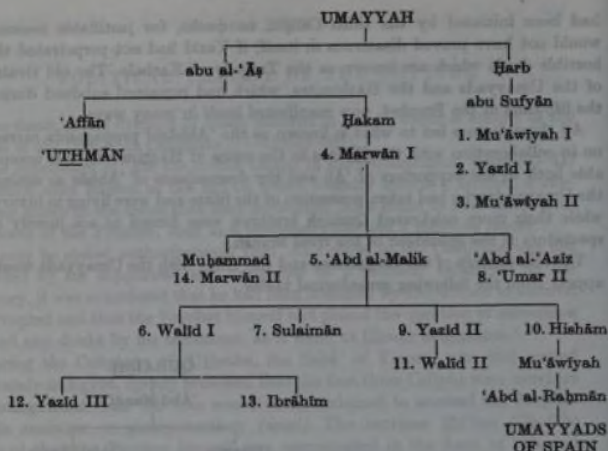 UMAYYAH
abu al-‘Āṣ Ḥarb
‘Affān Ḥakam abu Sufyān
‘UTHMĀN 4. Marwān I 1. Mu‘āwiyah I
2. Yazīd I
3. Mu‘āwiyah II
Muḥammad 5. ‘Abd al-Malik ‘Abd al-‘Azīz
14. Marwān II 8. ‘Umar II
6. Walīd I 7. Sulaimān 9. Yazīd II 10. Hishām
11. Walīd II Mu‘āwiyah
12. Yazīd III 13. Ibrāhīm ‘Abd al-Raḥmān
UMAYYADS
OF SPAIN